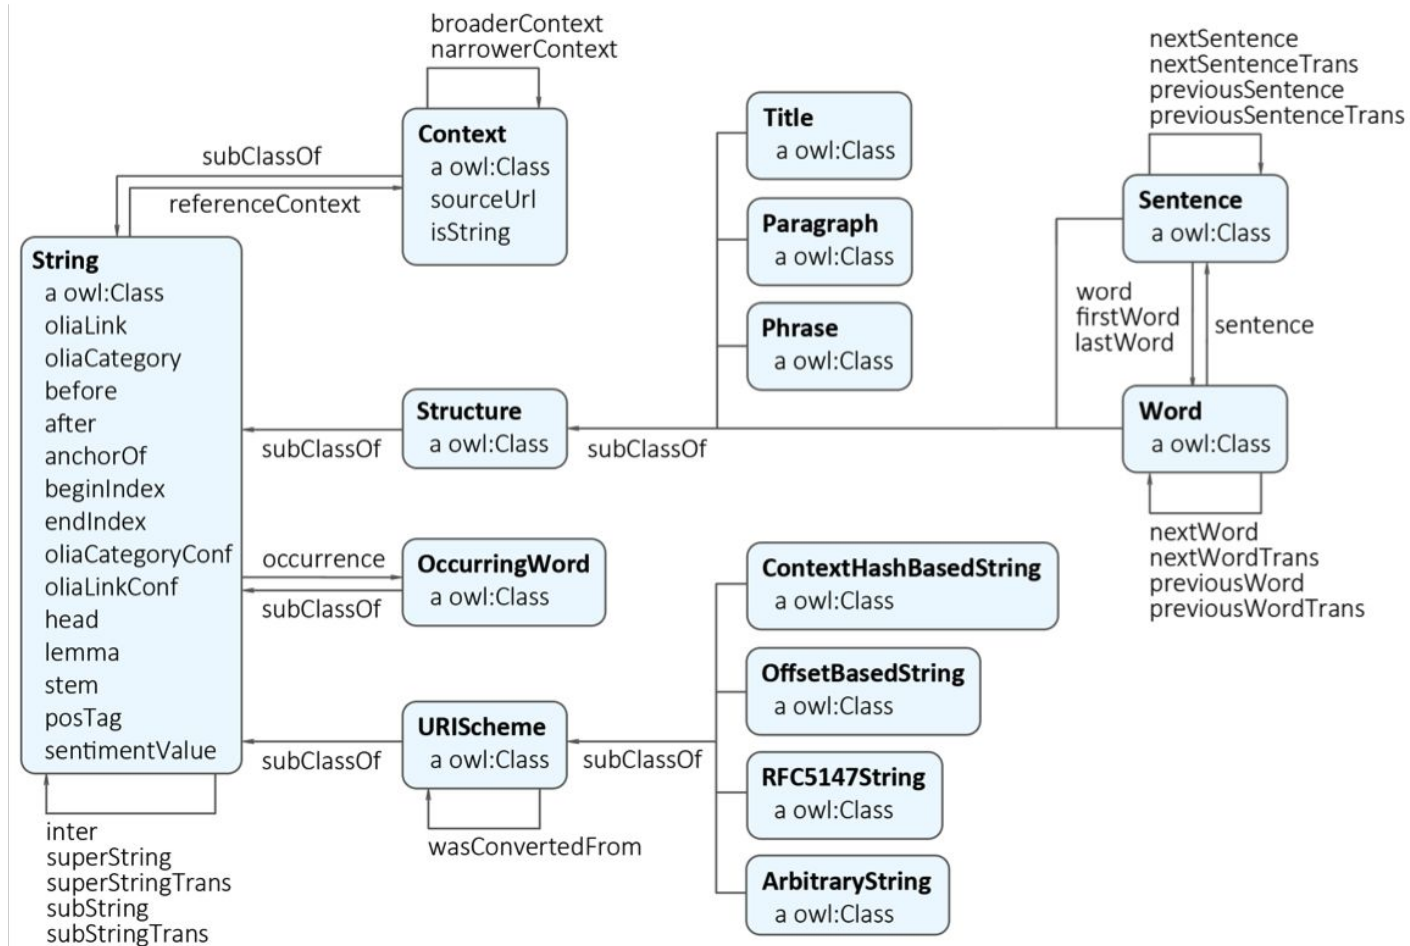 broaderContext
narrowerContext
Context
a owl:Class
sourceUrl
isString
subClassOf
referenceContext
String
a owl:Class
oliaLink
oliaCategory
before
after
anchorOf
beginIndex
endIndex
oliaCategoryConf
oliaLinkConf
head
lemma
stem
posTag
sentimentValue
inter
superString
superStringTrans
subString
subStringTrans
subClassOf
Structure
a owl:Class
subClassOf
Title
a owl:Class
Paragraph
a owl:Class
Phrase
a owl:Class
nextSentence
nextSentenceTrans
previousSentence
previousSentenceTrans
Sentence
a owl:Class
word
firstWord
lastWord
sentence
Word
a owl:Class
nextWord
nextWordTrans
previousWord
previousWordTrans
occurrence
subClassOf
OccurringWord
a owl:Class
subClassOf
URIScheme
a owl:Class
wasConvertedFrom
subClassOf
ContextHashBasedString
a owl:Class
OffsetBasedString
a owl:Class
RFC5147String
a owl:Class
ArbitraryString
a owl:Class